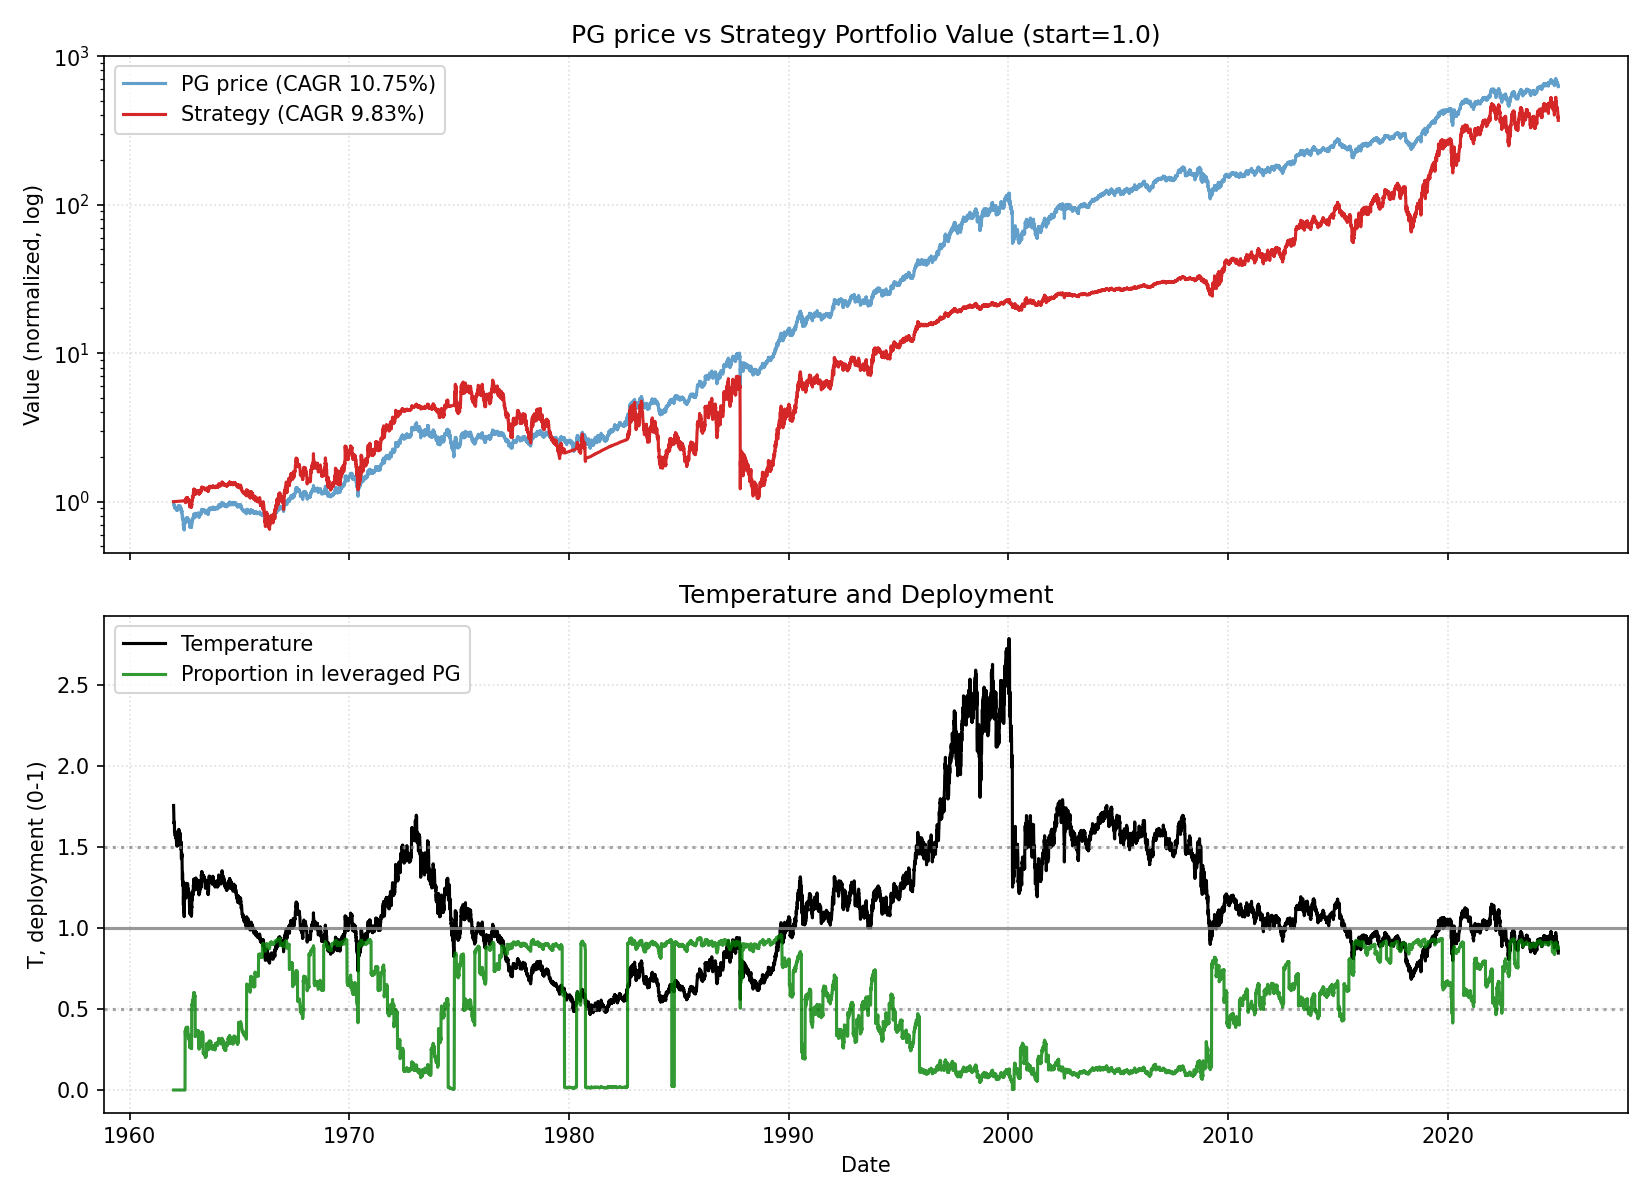 PG price vs Strategy Portfolio Value (start=1.0)
10³
10²
10¹
10⁰
Value (normalized, log)
PG price (CAGR 10.75%)
Strategy (CAGR 9.83%)
Temperature and Deployment
Temperature
Proportion in leveraged PG
2.5
2.0
1.5
1.0
0.5
0.0
T, deployment (0-1)
1960 1970 1980 1990 2000 2010 2020
Date